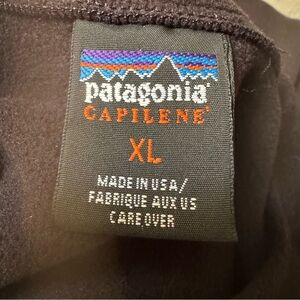 patagonia®
CAPILENE®
XL
MADE IN USA/
FABRIQUE AUX US
CARE OVER